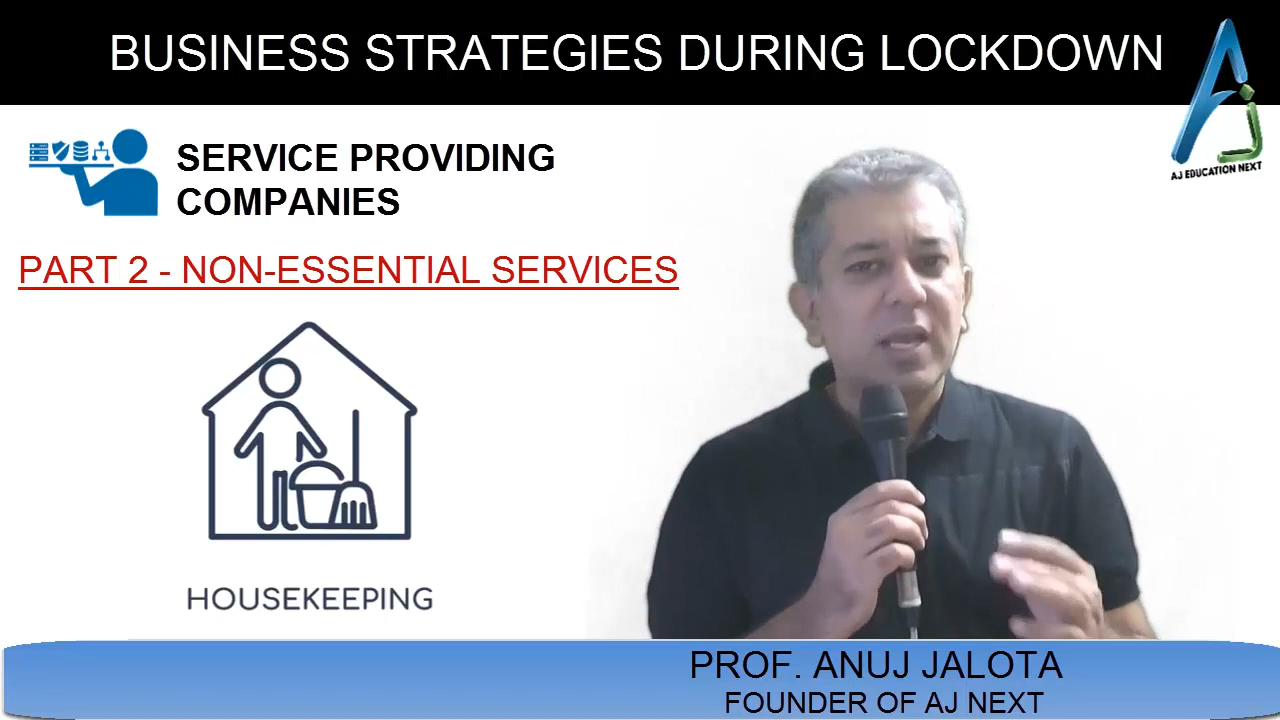 BUSINESS STRATEGIES DURING LOCKDOWN
AJ EDUCATION NEXT
SERVICE PROVIDING
COMPANIES
PART 2 - NON-ESSENTIAL SERVICES
HOUSEKEEPING
PROF. ANUJ JALOTA
FOUNDER OF AJ NEXT